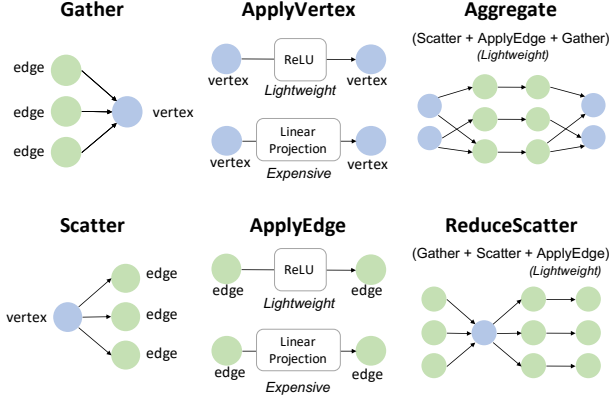 Gather
edge
edge
edge
vertex
ApplyVertex
ReLU
vertex
vertex
Lightweight
Linear
Projection
vertex
vertex
Expensive
Aggregate
(Scatter + ApplyEdge + Gather)
(Lightweight)
Scatter
vertex
edge
edge
edge
ApplyEdge
ReLU
edge
edge
Lightweight
Linear
Projection
edge
edge
Expensive
ReduceScatter
(Gather + Scatter + ApplyEdge)
(Lightweight)